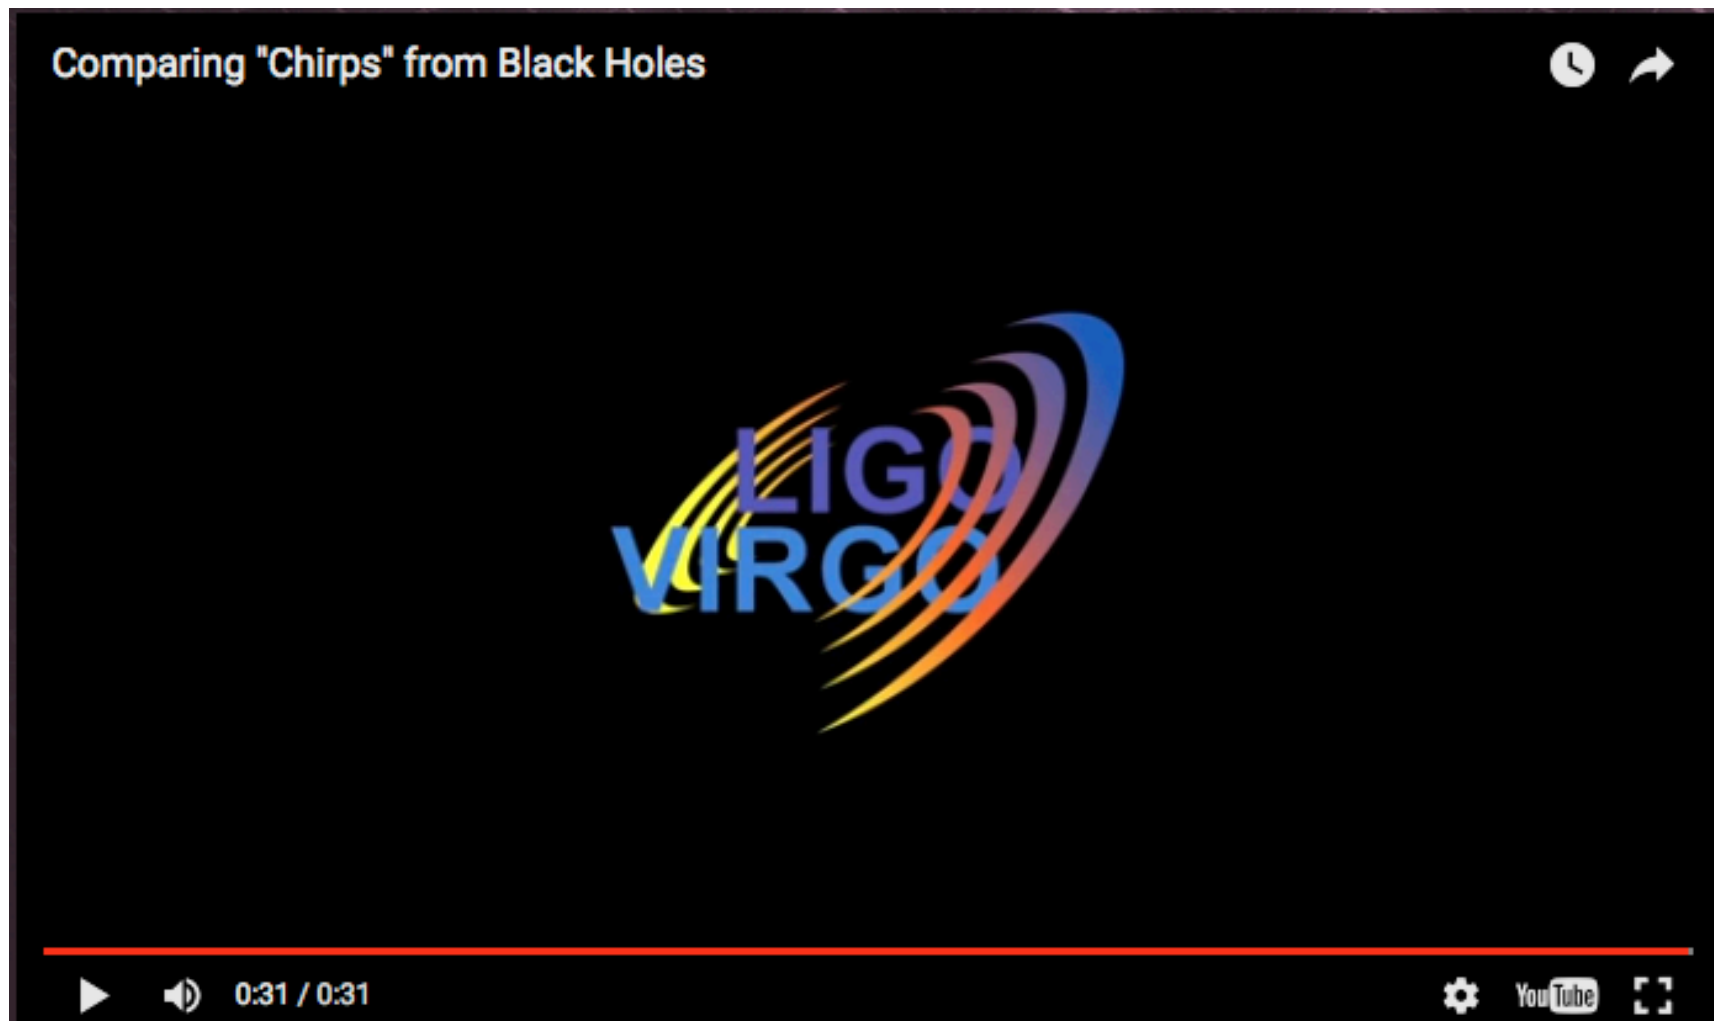 Comparing "Chirps" from Black Holes
LIGO
VIRGO
0:31 / 0:31
YouTube